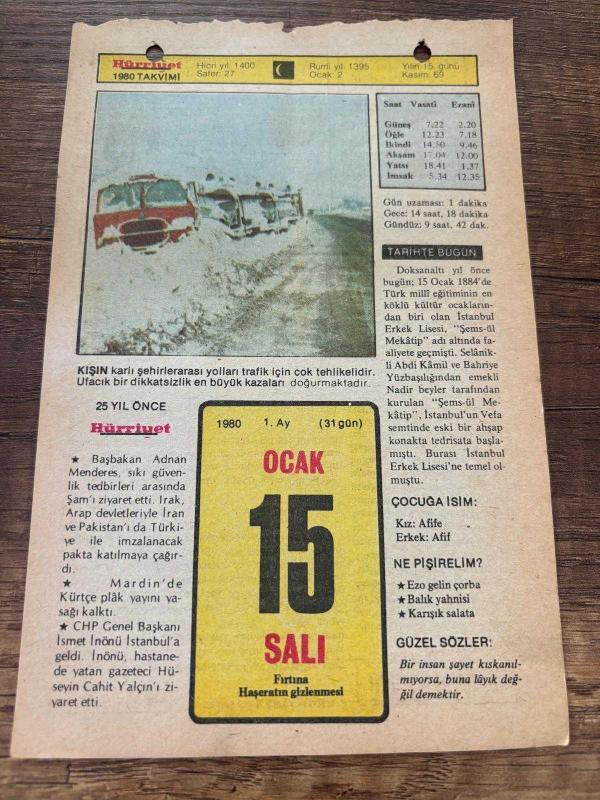 Hürriyet
1980 TAKVİMİ
Hicri yıl: 1400
Safer: 27
Rumi yıl: 1395
Ocak: 2
Yılın 15. günü
Kasım: 69
Saat Vasati Ezani
Güneş 7.22 2.20
Öğle 12.23 7.18
İkindi 14.50 9.46
Akşam 17.04 12.00
Yatsı 18.41 1.37
İmsak 5.34 12.35
Gün uzaması: 1 dakika
Gece: 14 saat, 18 dakika
Gündüz: 9 saat, 42 dak.
TARİHTE BUGÜN
Doksanaltı yıl önce
bugün; 15 Ocak 1884'de
Türk millî eğitiminin en
köklü kültür ocakların-
dan biri olan İstanbul
Erkek Lisesi, "Şems-ül
Mekâtip" adı altında fa-
aliyete geçmişti. Selânik-
li Abdi Kâmil ve Bahriye
Yüzbaşılığından emekli
Nadir beyler tarafından
kurulan "Şems-ül Me-
kâtip", İstanbul'un Vefa
semtinde eski bir ahşap
konakta tedrisata başla-
mıştı. Burası İstanbul
Erkek Lisesi'ne temel ol-
muştu.
KIŞIN karlı şehirlerarası yolları trafik için çok tehlikelidir.
Ufacık bir dikkatsizlik en büyük kazaları doğurmaktadır.
25 YIL ÖNCE
Hürriyet
★ Başbakan Adnan
Menderes, sıkı güven-
lik tedbirleri arasında
Şam'ı ziyaret etti. Irak,
Arap devletleriyle İran
ve Pakistan'ı da Türki-
ye ile imzalanacak
pakta katılmaya çağır-
dı.
★ Mardin'de
Kürtçe plâk yayını ya-
sağı kalktı.
★ CHP Genel Başkanı
İsmet İnönü İstanbul'a
geldi. İnönü, hastane-
de yatan gazeteci Hü-
seyin Cahit Yalçın'ı zi-
yaret etti.
1980 1. Ay (31 gün)
OCAK
15
SALI
Fırtına
Haşeratın gizlenmesi
ÇOCUĞA İSİM:
Kız: Afife
Erkek: Afif
NE PİŞİRELİM?
★ Ezo gelin çorba
★ Balık yahnisi
★ Karışık salata
GÜZEL SÖZLER:
Bir insan şayet kıskanıl-
mıyorsa, buna lâyık değ-
ğil demektir.